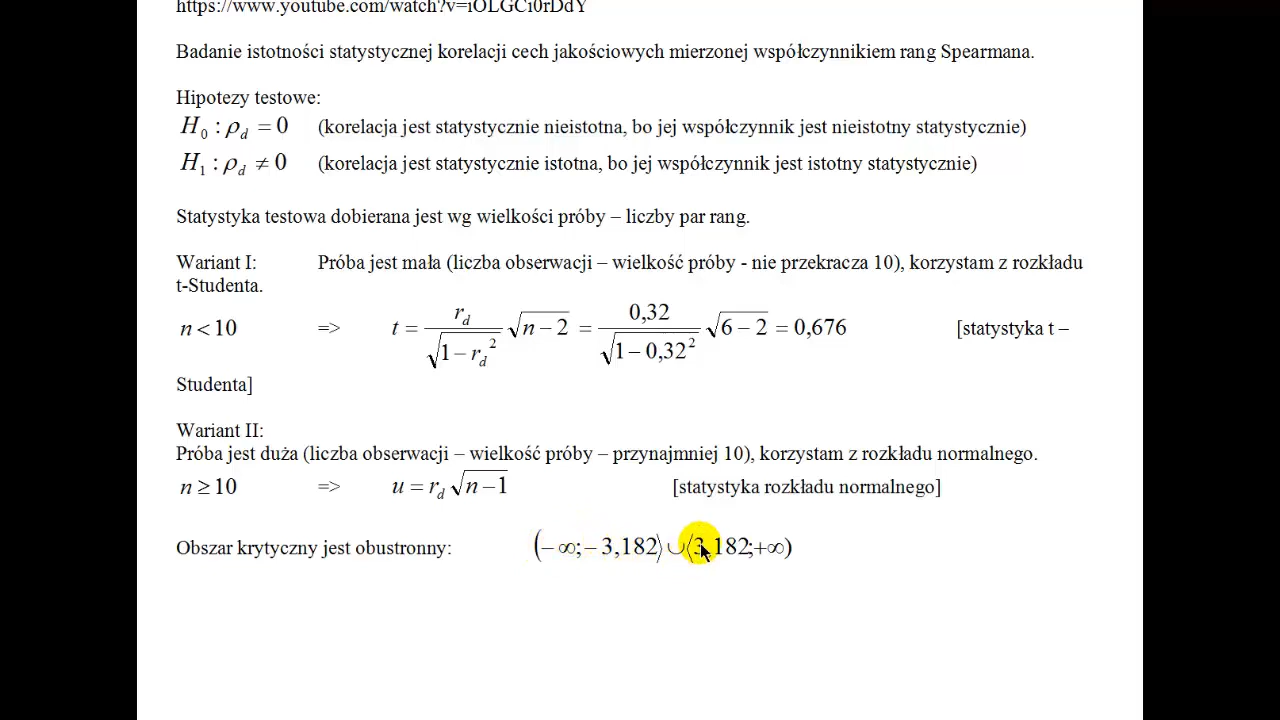 https://www.youtube.com/watch?v=iOLGCi0rDdY
Badanie istotności statystycznej korelacji cech jakościowych mierzonej współczynnikiem rang Spearmana.
Hipotezy testowe:
H₀ : ρ_d = 0 (korelacja jest statystycznie nieistotna, bo jej współczynnik jest nieistotny statystycznie)
H₁ : ρ_d ≠ 0 (korelacja jest statystycznie istotna, bo jej współczynnik jest istotny statystycznie)
Statystyka testowa dobierana jest wg wielkości próby – liczby par rang.
Wariant I: Próba jest mała (liczba obserwacji – wielkość próby - nie przekracza 10), korzystam z rozkładu
t-Studenta.
n < 10 => t = r_d / √(1 − r_d²) √(n − 2) = 0,32 / √(1 − 0,32²) √(6 − 2) = 0,676 [statystyka t –
Studenta]
Wariant II:
Próba jest duża (liczba obserwacji – wielkość próby – przynajmniej 10), korzystam z rozkładu normalnego.
n ≥ 10 => u = r_d √(n − 1) [statystyka rozkładu normalnego]
Obszar krytyczny jest obustronny: (− ∞; − 3,182⟩ ∪ ⟨3,182; +∞)